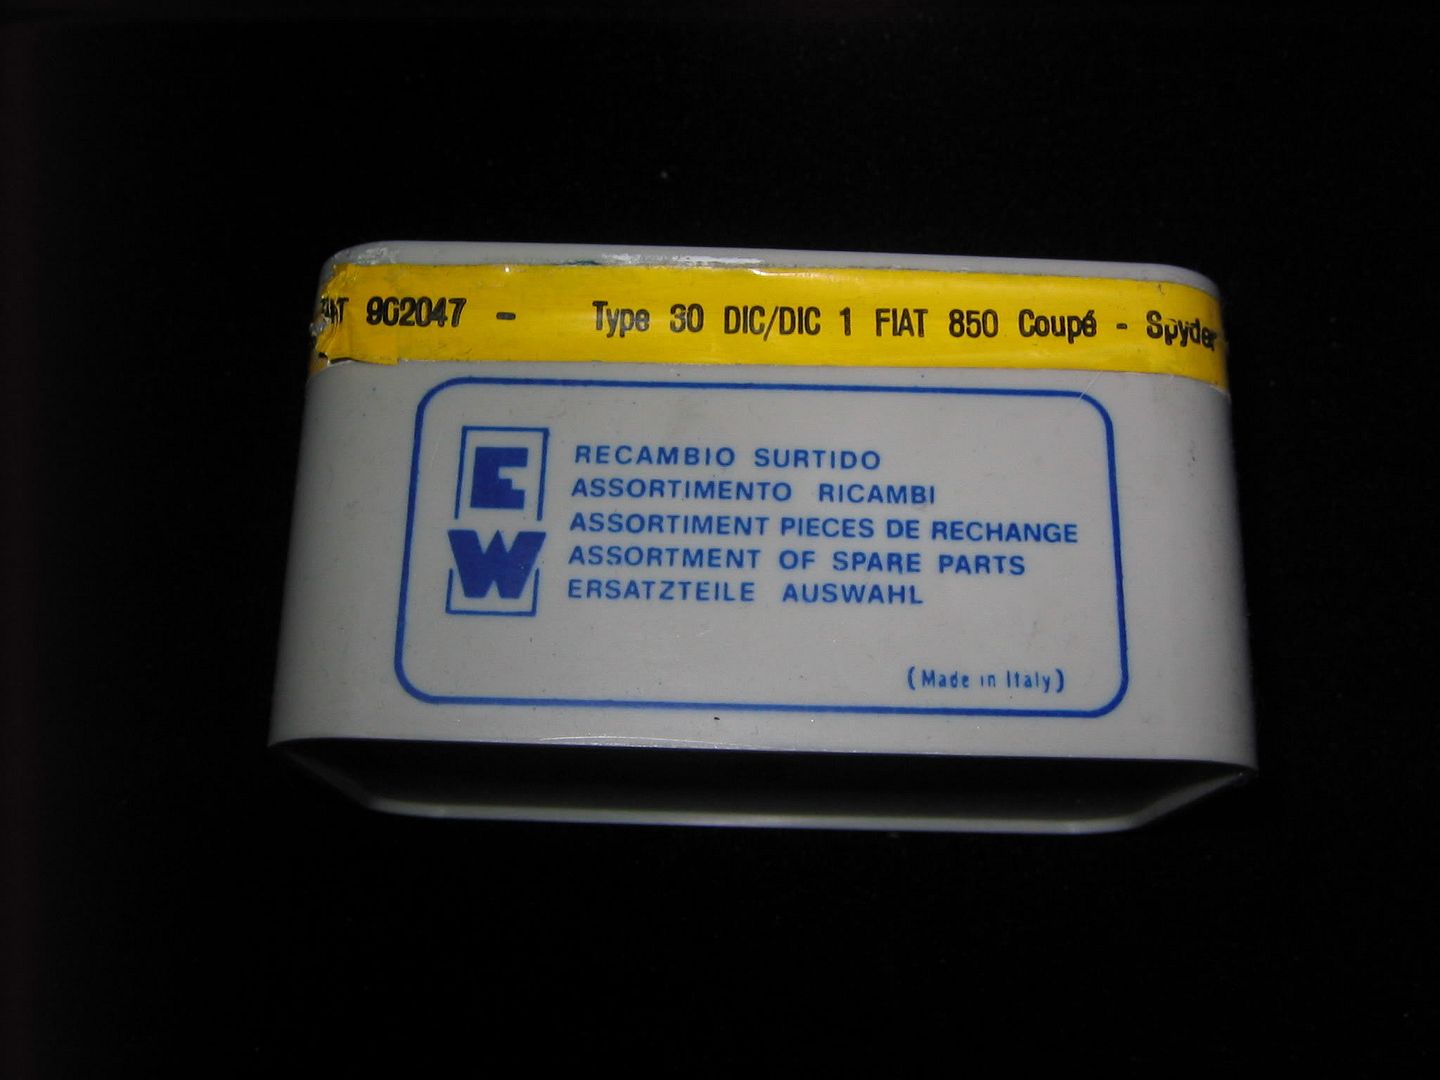 902047 - Type 30 DIC/DIC 1 FIAT 850 Coupé - Spyder
E
W
RECAMBIO SURTIDO
ASSORTIMENTO RICAMBI
ASSORTIMENT PIECES DE RECHANGE
ASSORTMENT OF SPARE PARTS
ERSATZTEILE AUSWAHL
(Made in Italy)